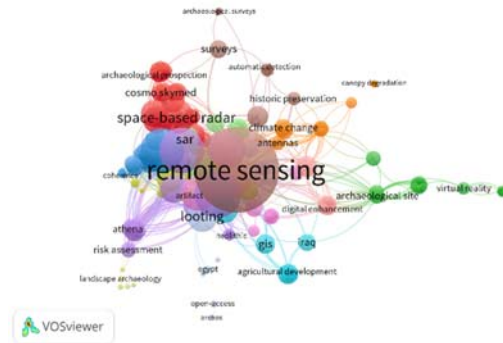 archaeological surveys
surveys
automatic detection
archaeological prospection
canopy degradation
cosmo skymed
historic preservation
space-based radar
climate change
sar
antennas
remote sensing
coherence
archaeological site
virtual reality
artifact
digital enhancement
looting
athena
neolithic
gis
iraq
risk assessment
egypt
agricultural development
landscape archaeology
open-access
VOSviewer